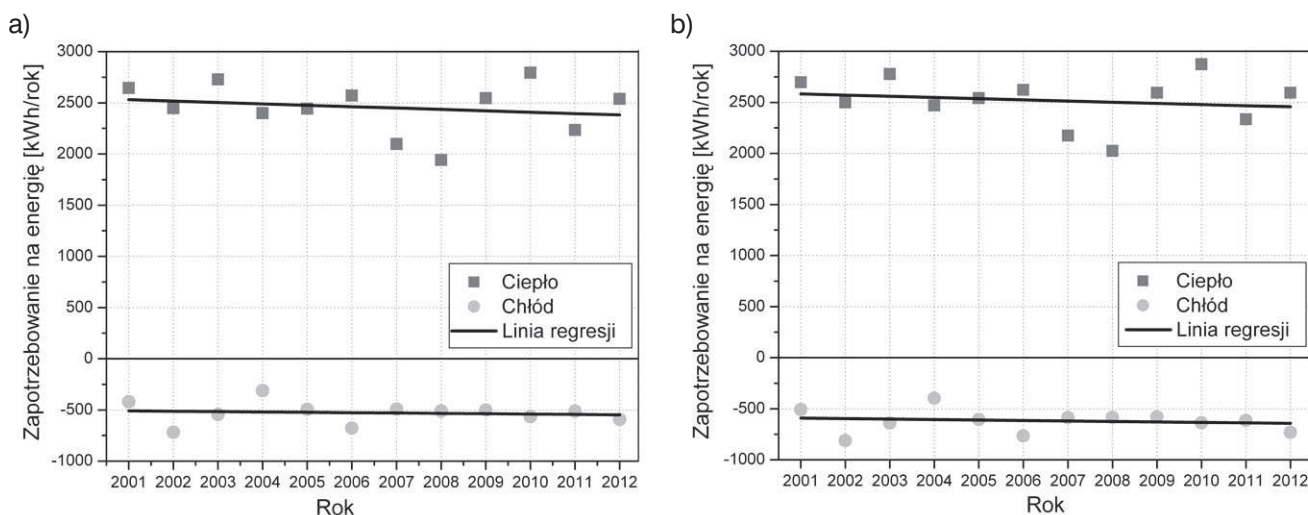 a)
Zapotrzebowanie na energię [kWh/rok]
3000
2500
2000
1500
1000
500
0
-500
-1000
Ciepło
Chłód
Linia regresji
2001 2002 2003 2004 2005 2006 2007 2008 2009 2010 2011 2012
Rok
b)
Zapotrzebowanie na energię [kWh/rok]
3000
2500
2000
1500
1000
500
0
-500
-1000
Ciepło
Chłód
Linia regresji
2001 2002 2003 2004 2005 2006 2007 2008 2009 2010 2011 2012
Rok